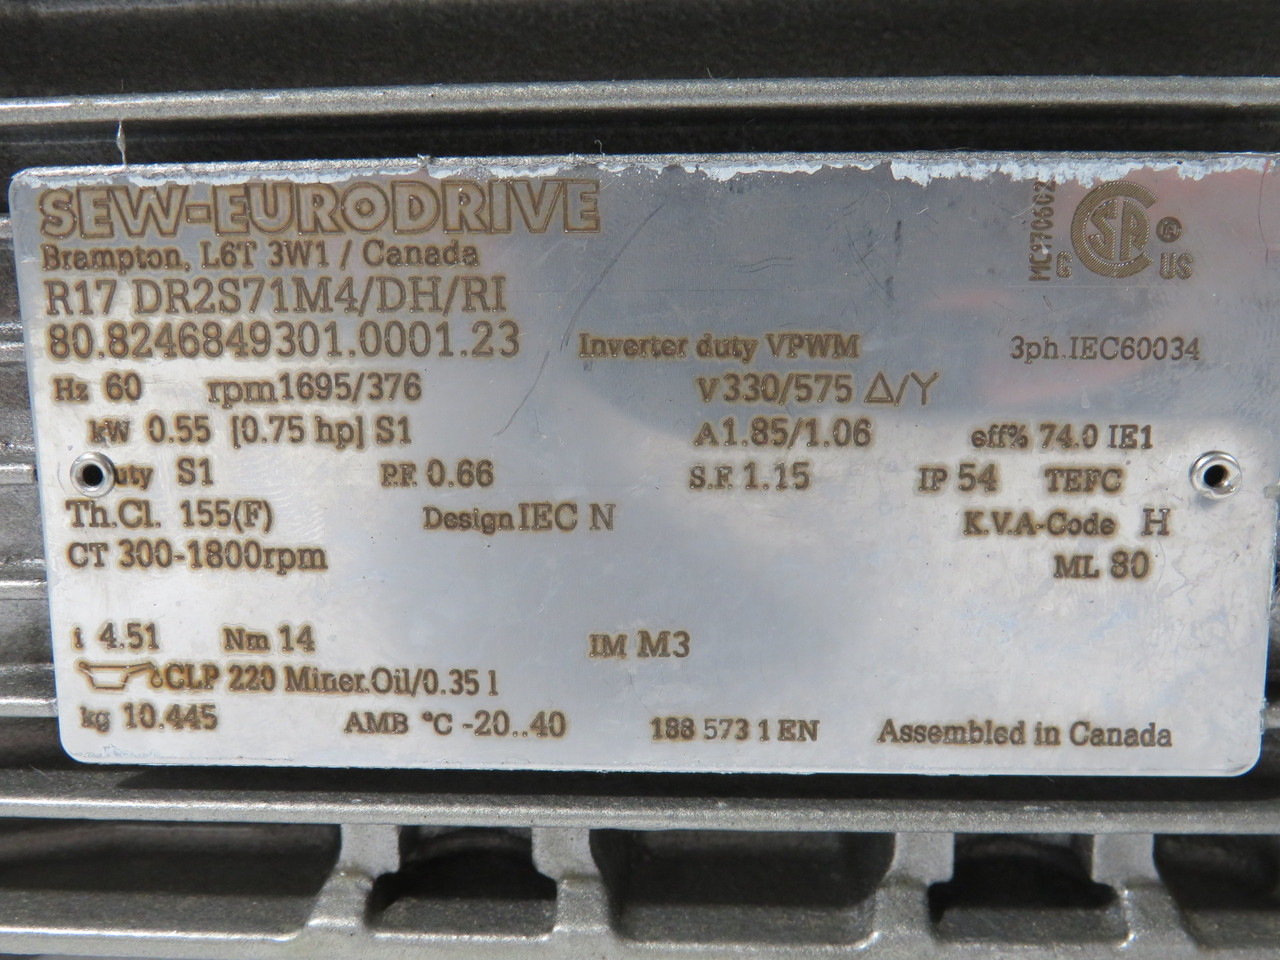 SEW-EURODRIVE
Brampton, L6T 3W1 / Canada
R17 DR2S71M4/DH/RI
80.8246849301.0001.23 Inverter duty VPWM 3ph.IEC60034
Hz 60 rpm 1695/376 V 330/575 Δ/Y
kW 0.55 [0.75 hp] S1 A 1.85/1.06 eff% 74.0 IE1
uty S1 P.F. 0.66 S.F. 1.15 IP 54 TEFC
Th.Cl. 155(F) Design IEC N K.V.A-Code H
CT 300-1800rpm ML 80
i 4.51 Nm 14 IM M3
CLP 220 Miner.Oil/0.35 l
kg 10.445 AMB °C -20..40 188 573 1 EN Assembled in Canada
CSA
C US